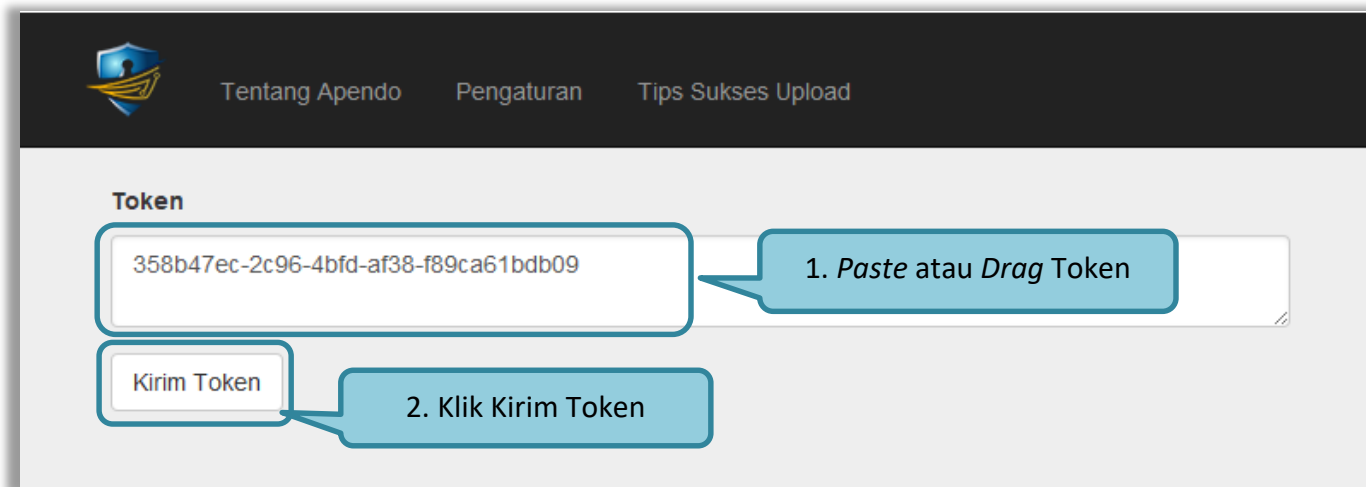 Tentang Apendo Pengaturan Tips Sukses Upload
Token
358b47ec-2c96-4bfd-af38-f89ca61bdb09
1. Paste atau Drag Token
Kirim Token
2. Klik Kirim Token